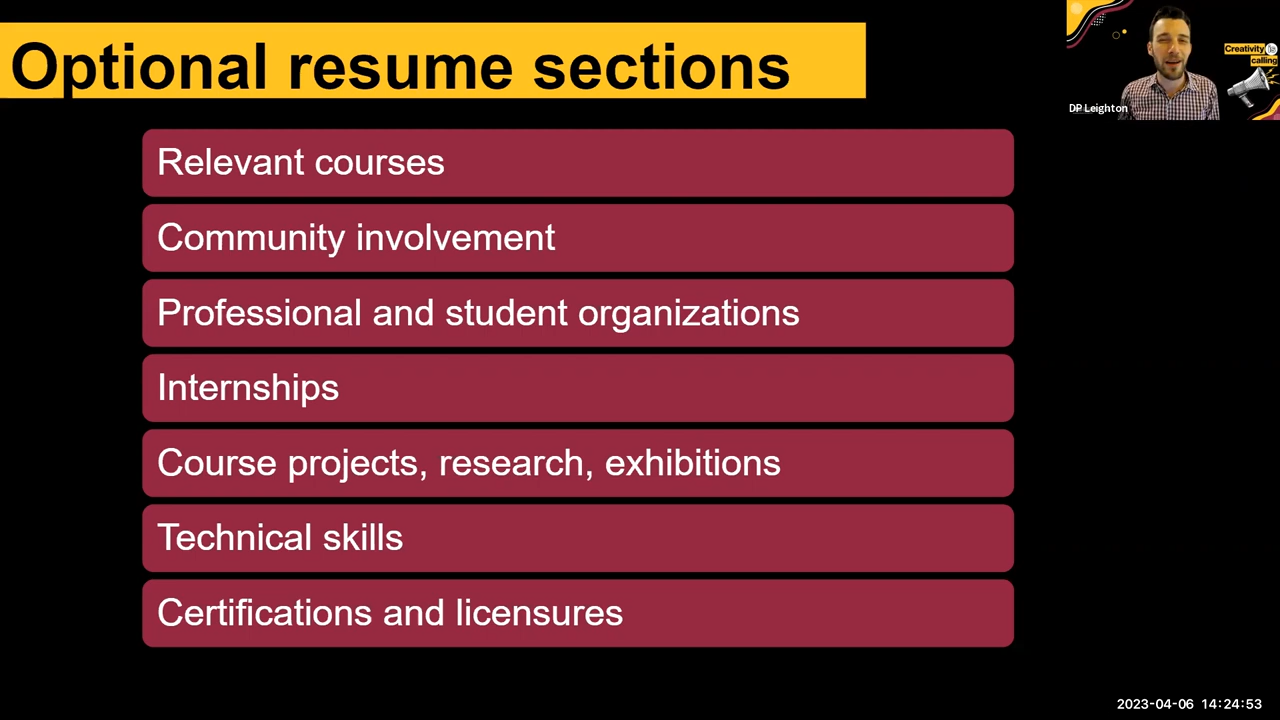 Optional resume sections
Creativity
calling
DP Leighton
Relevant courses
Community involvement
Professional and student organizations
Internships
Course projects, research, exhibitions
Technical skills
Certifications and licensures
2023-04-06 14:24:53